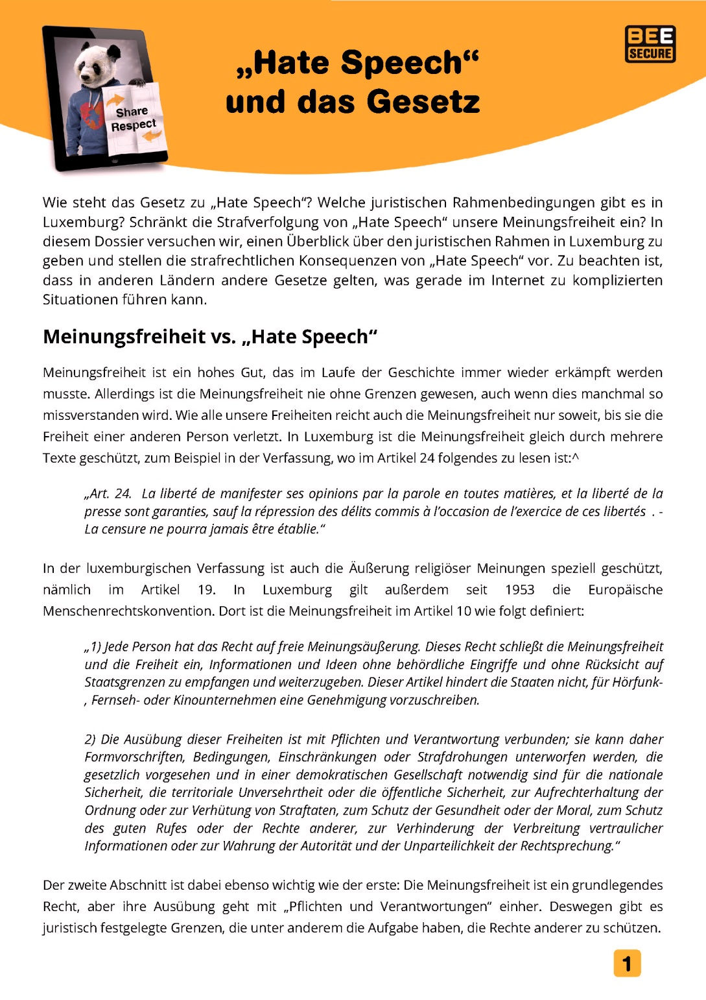 „Hate Speech“
und das Gesetz
BEE
SECURE
Share
Respect
Wie steht das Gesetz zu „Hate Speech“? Welche juristischen Rahmenbedingungen gibt es in
Luxemburg? Schränkt die Strafverfolgung von „Hate Speech“ unsere Meinungsfreiheit ein? In
diesem Dossier versuchen wir, einen Überblick über den juristischen Rahmen in Luxemburg zu
geben und stellen die strafrechtlichen Konsequenzen von „Hate Speech“ vor. Zu beachten ist,
dass in anderen Ländern andere Gesetze gelten, was gerade im Internet zu komplizierten
Situationen führen kann.
Meinungsfreiheit vs. „Hate Speech“
Meinungsfreiheit ist ein hohes Gut, das im Laufe der Geschichte immer wieder erkämpft werden
musste. Allerdings ist die Meinungsfreiheit nie ohne Grenzen gewesen, auch wenn dies manchmal so
missverstanden wird. Wie alle unsere Freiheiten reicht auch die Meinungsfreiheit nur soweit, bis sie die
Freiheit einer anderen Person verletzt. In Luxemburg ist die Meinungsfreiheit gleich durch mehrere
Texte geschützt, zum Beispiel in der Verfassung, wo im Artikel 24 folgendes zu lesen ist:^
„Art. 24. La liberté de manifester ses opinions par la parole en toutes matières, et la liberté de la
presse sont garanties, sauf la répression des délits commis à l’occasion de l’exercice de ces libertés . -
La censure ne pourra jamais être établie.“
In der luxemburgischen Verfassung ist auch die Äußerung religiöser Meinungen speziell geschützt,
nämlich im Artikel 19. In Luxemburg gilt außerdem seit 1953 die Europäische
Menschenrechtskonvention. Dort ist die Meinungsfreiheit im Artikel 10 wie folgt definiert:
„1) Jede Person hat das Recht auf freie Meinungsäußerung. Dieses Recht schließt die Meinungsfreiheit
und die Freiheit ein, Informationen und Ideen ohne behördliche Eingriffe und ohne Rücksicht auf
Staatsgrenzen zu empfangen und weiterzugeben. Dieser Artikel hindert die Staaten nicht, für Hörfunk-
, Fernseh- oder Kinounternehmen eine Genehmigung vorzuschreiben.
2) Die Ausübung dieser Freiheiten ist mit Pflichten und Verantwortung verbunden; sie kann daher
Formvorschriften, Bedingungen, Einschränkungen oder Strafdrohungen unterworfen werden, die
gesetzlich vorgesehen und in einer demokratischen Gesellschaft notwendig sind für die nationale
Sicherheit, die territoriale Unversehrtheit oder die öffentliche Sicherheit, zur Aufrechterhaltung der
Ordnung oder zur Verhütung von Straftaten, zum Schutz der Gesundheit oder der Moral, zum Schutz
des guten Rufes oder der Rechte anderer, zur Verhinderung der Verbreitung vertraulicher
Informationen oder zur Wahrung der Autorität und der Unparteilichkeit der Rechtsprechung.“
Der zweite Abschnitt ist dabei ebenso wichtig wie der erste: Die Meinungsfreiheit ist ein grundlegendes
Recht, aber ihre Ausübung geht mit „Pflichten und Verantwortungen“ einher. Deswegen gibt es
juristisch festgelegte Grenzen, die unter anderem die Aufgabe haben, die Rechte anderer zu schützen.
1